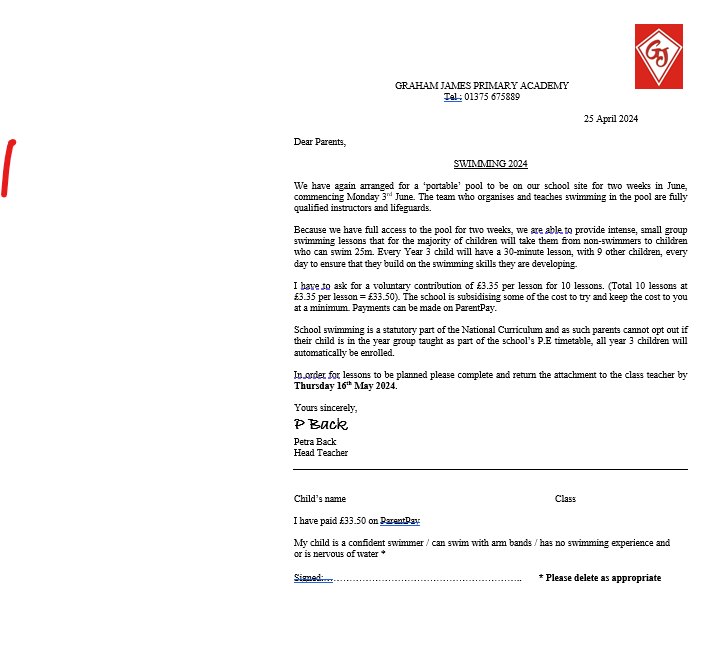 GJ
GRAHAM JAMES PRIMARY ACADEMY
Tel.: 01375 675889
25 April 2024
Dear Parents,
SWIMMING 2024
We have again arranged for a ‘portable’ pool to be on our school site for two weeks in June,
commencing Monday 3rd June. The team who organises and teaches swimming in the pool are fully
qualified instructors and lifeguards.
Because we have full access to the pool for two weeks, we are able to provide intense, small group
swimming lessons that for the majority of children will take them from non-swimmers to children
who can swim 25m. Every Year 3 child will have a 30-minute lesson, with 9 other children, every
day to ensure that they build on the swimming skills they are developing.
I have to ask for a voluntary contribution of £3.35 per lesson for 10 lessons. (Total 10 lessons at
£3.35 per lesson = £33.50). The school is subsidising some of the cost to try and keep the cost to you
at a minimum. Payments can be made on ParentPay.
School swimming is a statutory part of the National Curriculum and as such parents cannot opt out if
their child is in the year group taught as part of the school’s P.E timetable, all year 3 children will
automatically be enrolled.
In order for lessons to be planned please complete and return the attachment to the class teacher by
Thursday 16th May 2024.
Yours sincerely,
P Back
Petra Back
Head Teacher
Child’s name Class
I have paid £33.50 on ParentPay
My child is a confident swimmer / can swim with arm bands / has no swimming experience and
or is nervous of water *
Signed:…………………………………………………….. * Please delete as appropriate